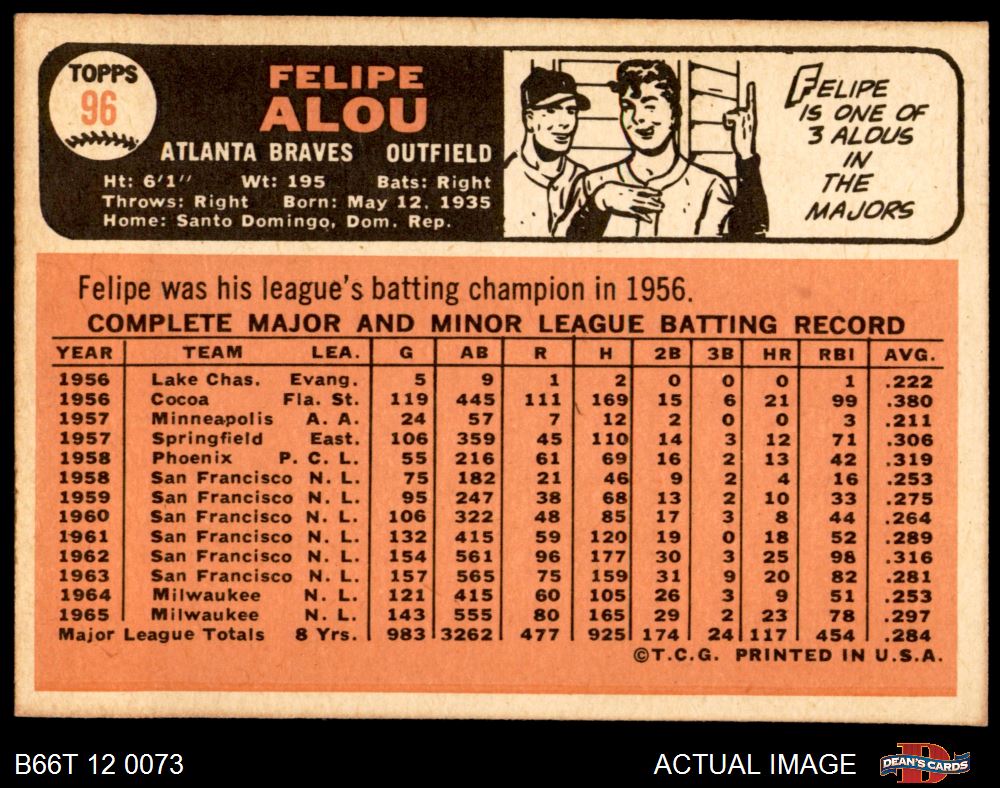 TOPPS
96
FELIPE
ALOU
ATLANTA BRAVES OUTFIELD
Ht: 6'1" Wt: 195 Bats: Right
Throws: Right Born: May 12, 1935
Home: Santo Domingo, Dom. Rep.
FELIPE
IS ONE OF
3 ALOUS
IN
THE
MAJORS
Felipe was his league's batting champion in 1956.
COMPLETE MAJOR AND MINOR LEAGUE BATTING RECORD
YEAR TEAM LEA. G AB R H 2B 3B HR RBI AVG.
1956 Lake Chas. Evang. 5 9 1 2 0 0 0 1 .222
1956 Cocoa Fla. St. 119 445 111 169 15 6 21 99 .380
1957 Minneapolis A. A. 24 57 7 12 2 0 0 3 .211
1957 Springfield East. 106 359 45 110 14 3 12 71 .306
1958 Phoenix P. C. L. 55 216 61 69 16 2 13 42 .319
1958 San Francisco N. L. 75 182 21 46 9 2 4 16 .253
1959 San Francisco N. L. 95 247 38 68 13 2 10 33 .275
1960 San Francisco N. L. 106 322 48 85 17 3 8 44 .264
1961 San Francisco N. L. 132 415 59 120 19 0 18 52 .289
1962 San Francisco N. L. 154 561 96 177 30 3 25 98 .316
1963 San Francisco N. L. 157 565 75 159 31 9 20 82 .281
1964 Milwaukee N. L. 121 415 60 105 26 3 9 51 .253
1965 Milwaukee N. L. 143 555 80 165 29 2 23 78 .297
Major League Totals 8 Yrs. 983 3262 477 925 174 24 117 454 .284
©T.C.G. PRINTED IN U.S.A.
B66T 12 0073 ACTUAL IMAGE DEAN'S CARDS